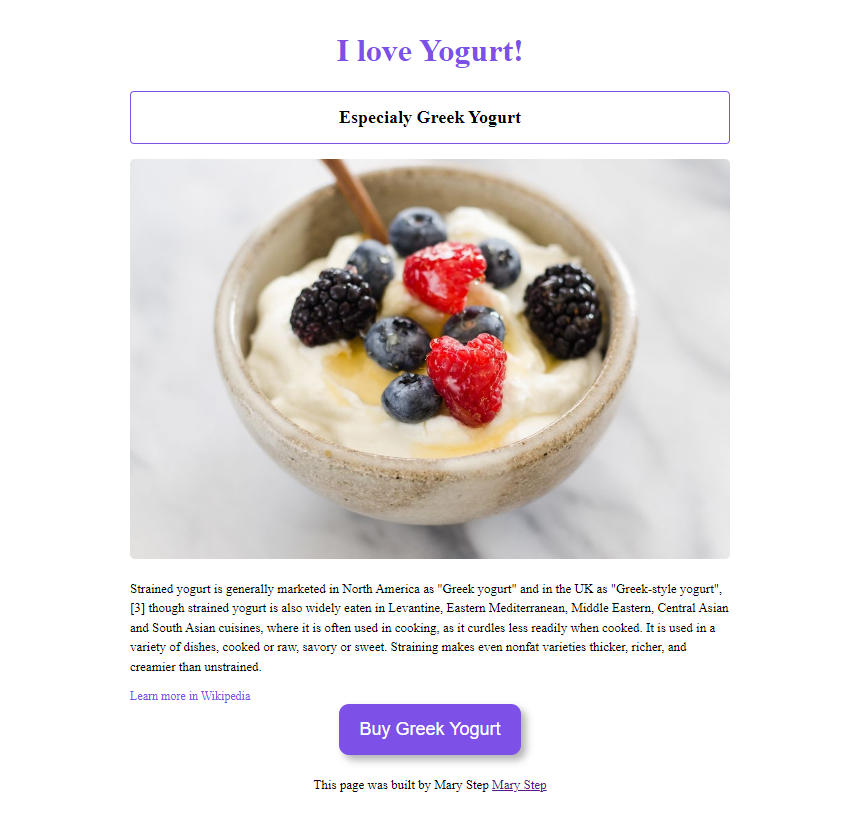 I love Yogurt!
Especialy Greek Yogurt
Strained yogurt is generally marketed in North America as "Greek yogurt" and in the UK as "Greek-style yogurt",
[3] though strained yogurt is also widely eaten in Levantine, Eastern Mediterranean, Middle Eastern, Central Asian
and South Asian cuisines, where it is often used in cooking, as it curdles less readily when cooked. It is used in a
variety of dishes, cooked or raw, savory or sweet. Straining makes even nonfat varieties thicker, richer, and
creamier than unstrained.
Learn more in Wikipedia
Buy Greek Yogurt
This page was built by Mary Step Mary Step